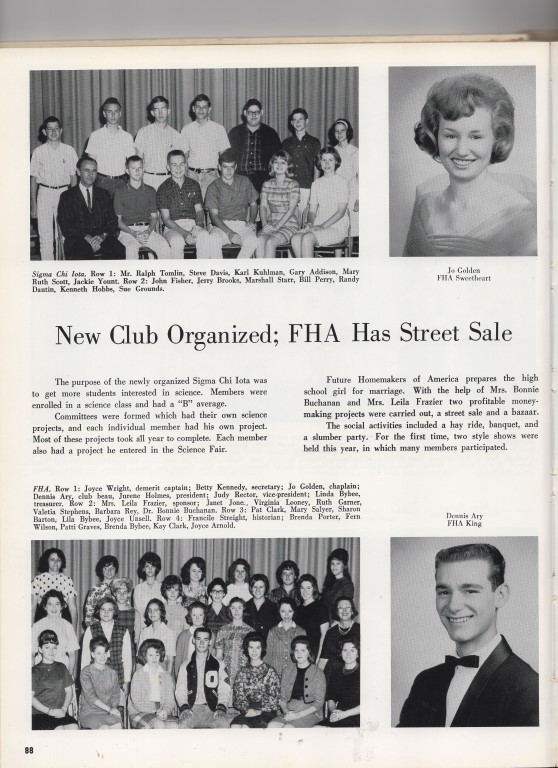 Sigma Chi Iota. Row 1: Mr. Ralph Tomlin, Steve Davis, Karl Kuhlman, Gary Addison, Mary
Ruth Scott, Jackie Yount. Row 2: John Fisher, Jerry Brooks, Marshall Starr, Bill Perry, Randy
Dautin, Kenneth Hobbs, Sue Grounds.
Jo Golden
FHA Sweetheart
New Club Organized; FHA Has Street Sale
The purpose of the newly organized Sigma Chi Iota was
to get more students interested in science. Members were
enrolled in a science class and had a "B" average.
Committees were formed which had their own science
projects, and each individual member had his own project.
Most of these projects took all year to complete. Each member
also had a project he entered in the Science Fair.
Future Homemakers of America prepares the high
school girl for marriage. With the help of Mrs. Bonnie
Buchanan and Mrs. Leila Frazier two profitable money-
making projects were carried out, a street sale and a bazaar.
The social activities included a hay ride, banquet, and
a slumber party. For the first time, two style shows were
held this year, in which many members participated.
FHA. Row 1: Joyce Wright, demerit captain; Betty Kennedy, secretary; Jo Golden, chaplain;
Dennis Ary, club beau, Jurene Holmes, president; Judy Rector, vice-president; Linda Bybee,
treasurer. Row 2: Mrs. Leila Frazier, sponsor; Janet Jone., Virginia Looney, Ruth Garner,
Valetia Stephens, Barbara Rey, Dr. Bonnie Buchanan. Row 3: Pat Clark, Mary Salyer, Sharon
Barton, Lila Bybee, Joyce Unsell. Row 4: Francile Streight, historian; Brenda Porter, Fern
Wilson, Patti Graves, Brenda Bybee, Kay Clark, Joyce Arnold.
Dennis Ary
FHA King
O
88